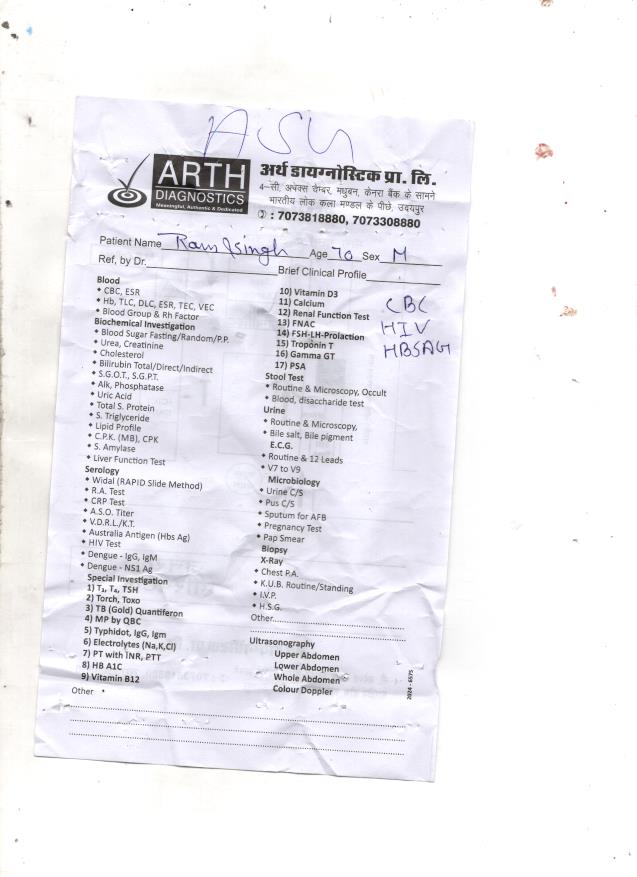 ASU
ARTH
DIAGNOSTICS
Meaningful, Authentic & Dedicated
अर्थ डायग्नोस्टिक प्रा. लि.
4-सी, अपेक्स चैम्बर, मधुबन, केनरा बैंक के सामने
भारतीय लोक कला मण्डल के पीछे, उदयपुर
: 7073818880, 7073308880
Patient Name Ram Singh Age 70 Sex M
Ref, by Dr. Brief Clinical Profile
Blood
* CBC, ESR
* Hb, TLC, DLC, ESR, TEC, VEC
* Blood Group & Rh Factor
Biochemical Investigation
* Blood Sugar Fasting/Random/P.P.
* Urea, Creatinine
* Cholesterol
* Bilirubin Total/Direct/Indirect
* S.G.O.T., S.G.P.T.
* Alk, Phosphatase
* Uric Acid
* Total S. Protein
* S. Triglyceride
* Lipid Profile
* C.P.K. (MB), CPK
* S. Amylase
* Liver Function Test
Serology
* Widal (RAPID Slide Method)
* R.A. Test
* CRP Test
* A.S.O. Titer
* V.D.R.L./K.T.
* Australia Antigen (Hbs Ag)
* HIV Test
* Dengue - IgG, IgM
* Dengue - NS1 Ag
Special Investigation
1) T₃, T₄, TSH
2) Torch, Toxo
3) TB (Gold) Quantiferon
4) MP by QBC
5) Typhidot, IgG, Igm
6) Electrolytes (Na,K,Cl)
7) PT with INR, PTT
8) HB A1C
9) Vitamin B12
Other *
10) Vitamin D3
11) Calcium
12) Renal Function Test
13) FNAC
14) FSH-LH-Prolaction
15) Troponin T
16) Gamma GT
17) PSA
Stool Test
* Routine & Microscopy, Occult
* Blood, disaccharide test
Urine
* Routine & Microscopy,
* Bile salt, Bile pigment
E.C.G.
* Routine & 12 Leads
* V7 to V9
Microbiology
* Urine C/S
* Pus C/S
* Sputum for AFB
* Pregnancy Test
* Pap Smear
Biopsy
X-Ray
* Chest P.A.
* K.U.B. Routine/Standing
* I.V.P.
* H.S.G.
Other
Ultrasonography
Upper Abdomen
Lower Abdomen
Whole Abdomen
Colour Doppler
CBC
HIV
HBSAG
2024 - 6575